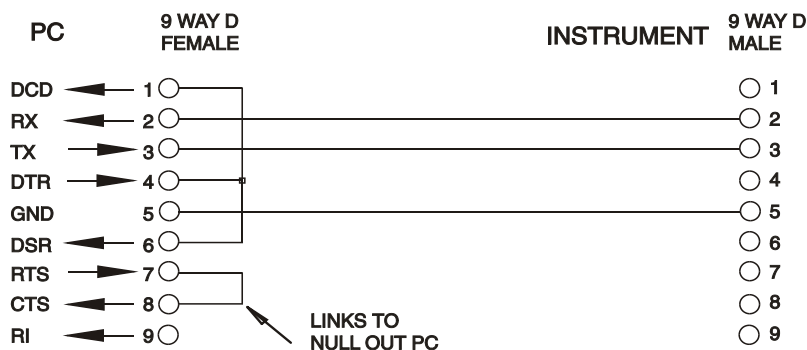 PC
9 WAY D
FEMALE
INSTRUMENT
9 WAY D
MALE
DCD 1 1
RX 2 2
TX 3 3
DTR 4 4
GND 5 5
DSR 6 6
RTS 7 7
CTS 8 8
RI 9 9
LINKS TO
NULL OUT PC